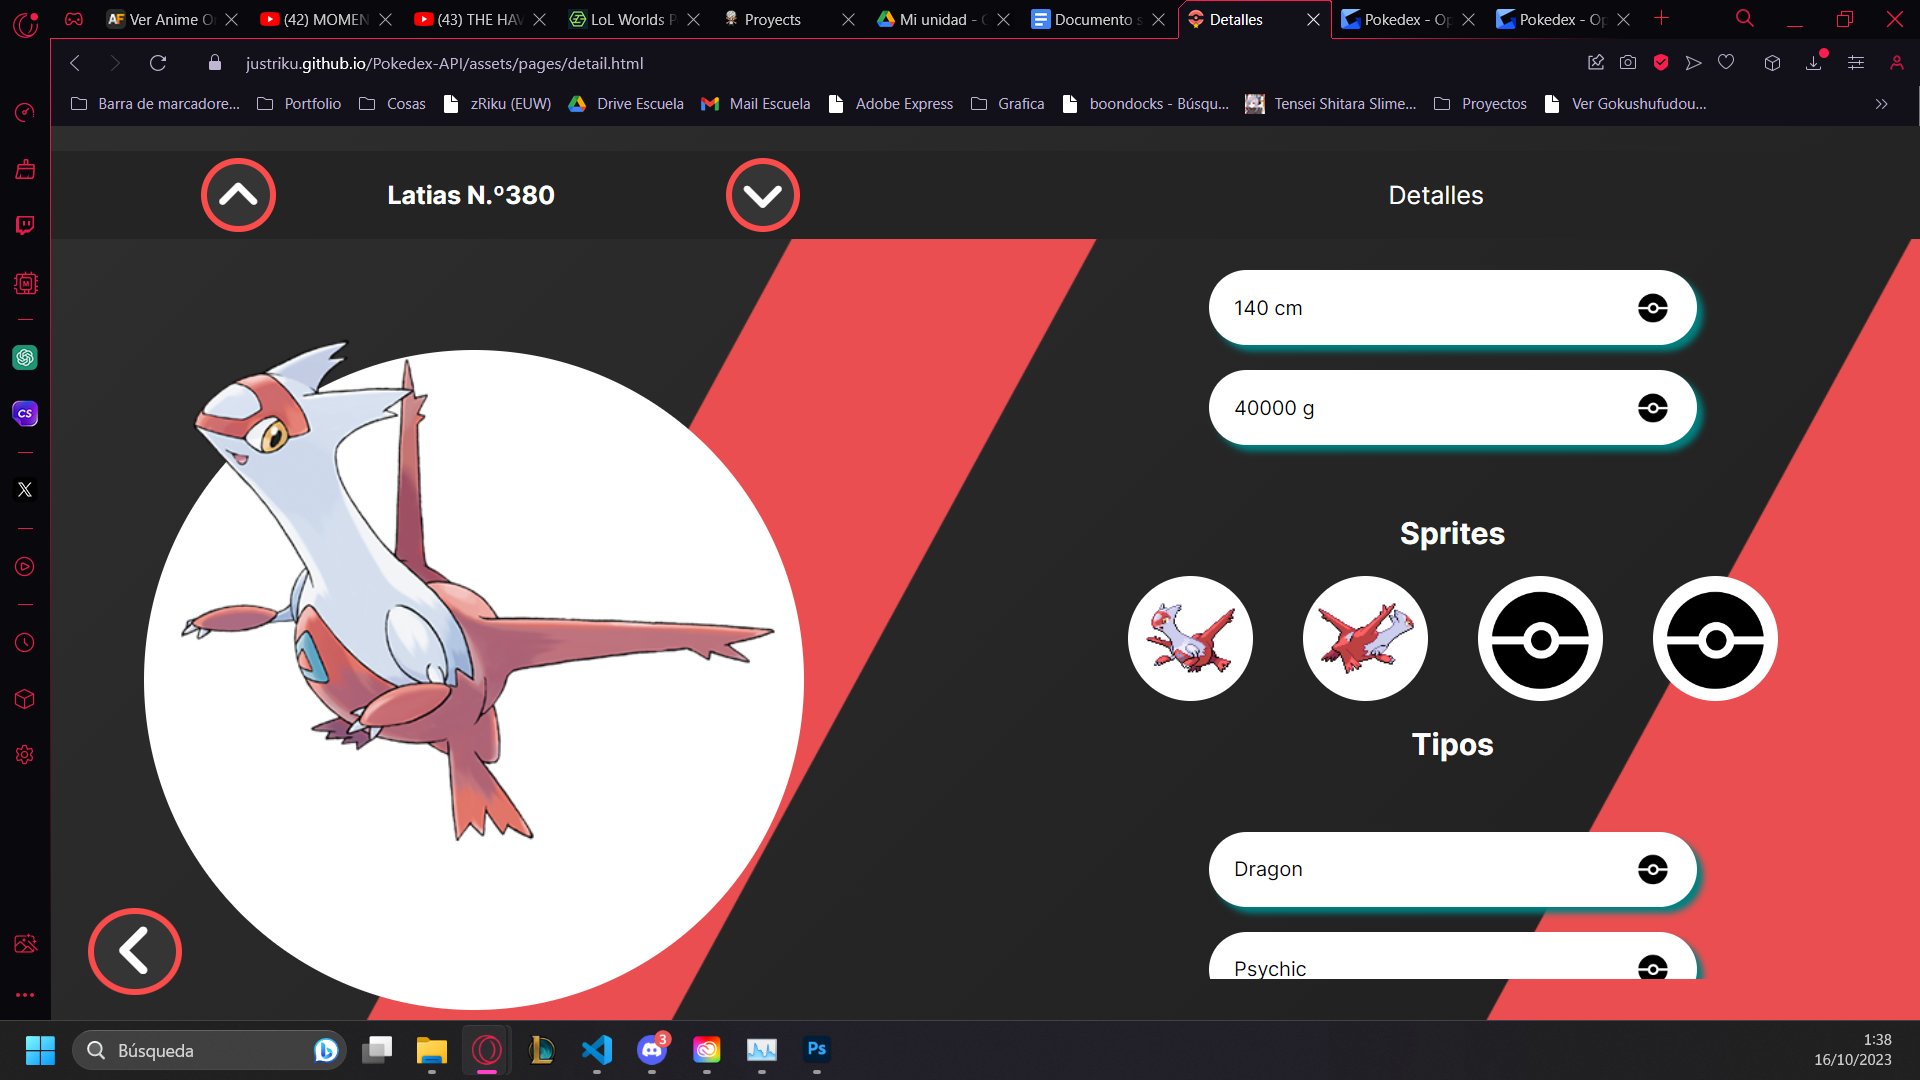 Ver Anime O
(42) MOMEN
(43) THE HAV
LoL Worlds P
Proyects
Mi unidad - 
Documento s
Detalles
Pokedex - Op
Pokedex - Op
justriku.github.io/Pokedex-API/assets/pages/detail.html
Barra de marcadore...
Portfolio
Cosas
zRiku (EUW)
Drive Escuela
Mail Escuela
Adobe Express
Grafica
boondocks - Búsqu...
Tensei Shitara Slime...
Proyectos
Ver Gokushufudou...
Latias N.º380
Detalles
140 cm
40000 g
Sprites
Tipos
Dragon
Psychic
Búsqueda
3
Ps
1:38
16/10/2023